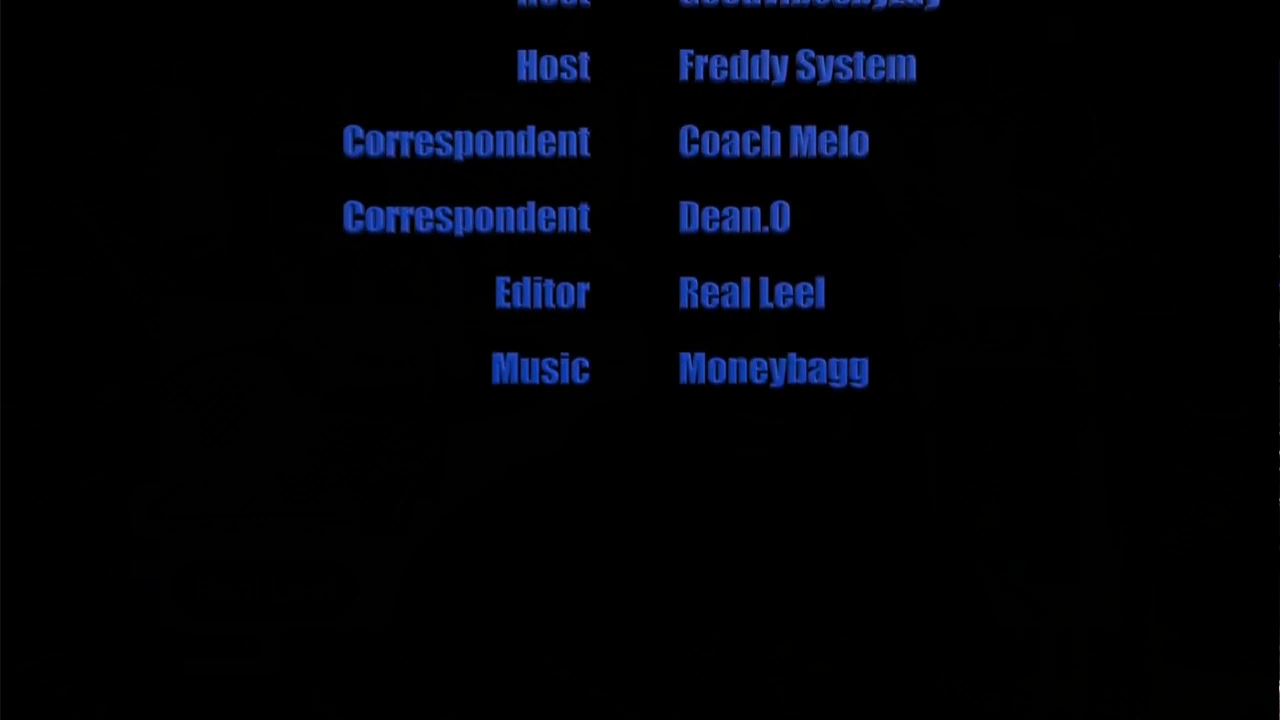 Host Freddy System
Correspondent Coach Melo
Correspondent Dean.O
Editor Real Leel
Music Moneybagg